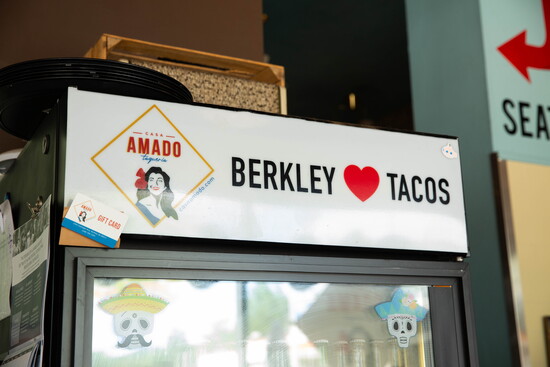 CASA
AMADO
taqueria
BERKLEY ❤ TACOS
GIFT CARD
SEAT